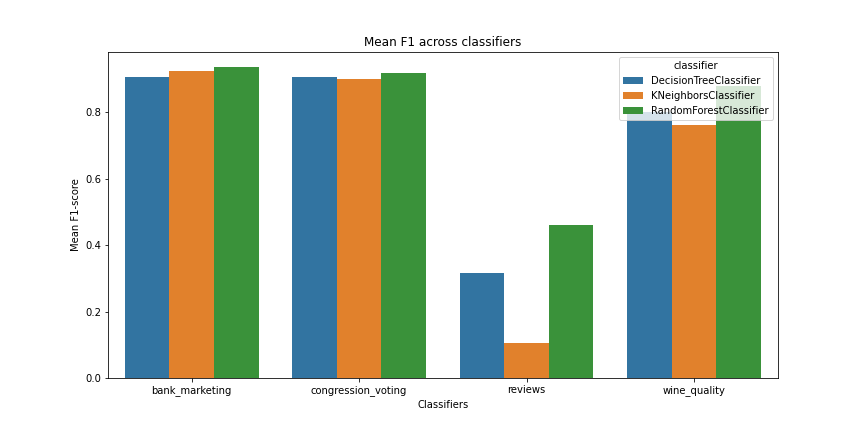 Mean F1 across classifiers
classifier
DecisionTreeClassifier
KNeighborsClassifier
RandomForestClassifier
Mean F1-score
0.8
0.6
0.4
0.2
0.0
bank_marketing
congression_voting
reviews
wine_quality
Classifiers